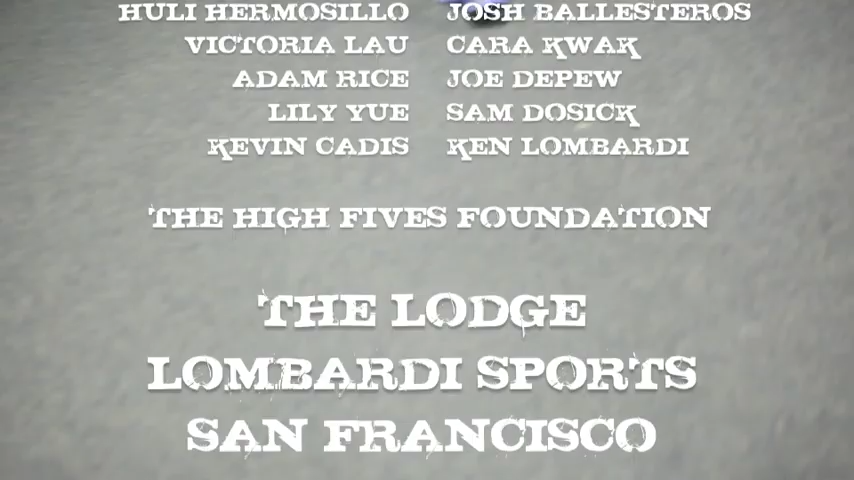 HULI HERMOSILLO JOSH BALLESTEROS
VICTORIA LAU CARA KWAK
ADAM RICE JOE DEPEW
LILY YUE SAM DOSICK
KEVIN CADIS KEN LOMBARDI
THE HIGH FIVES FOUNDATION
THE LODGE
LOMBARDI SPORTS
SAN FRANCISCO